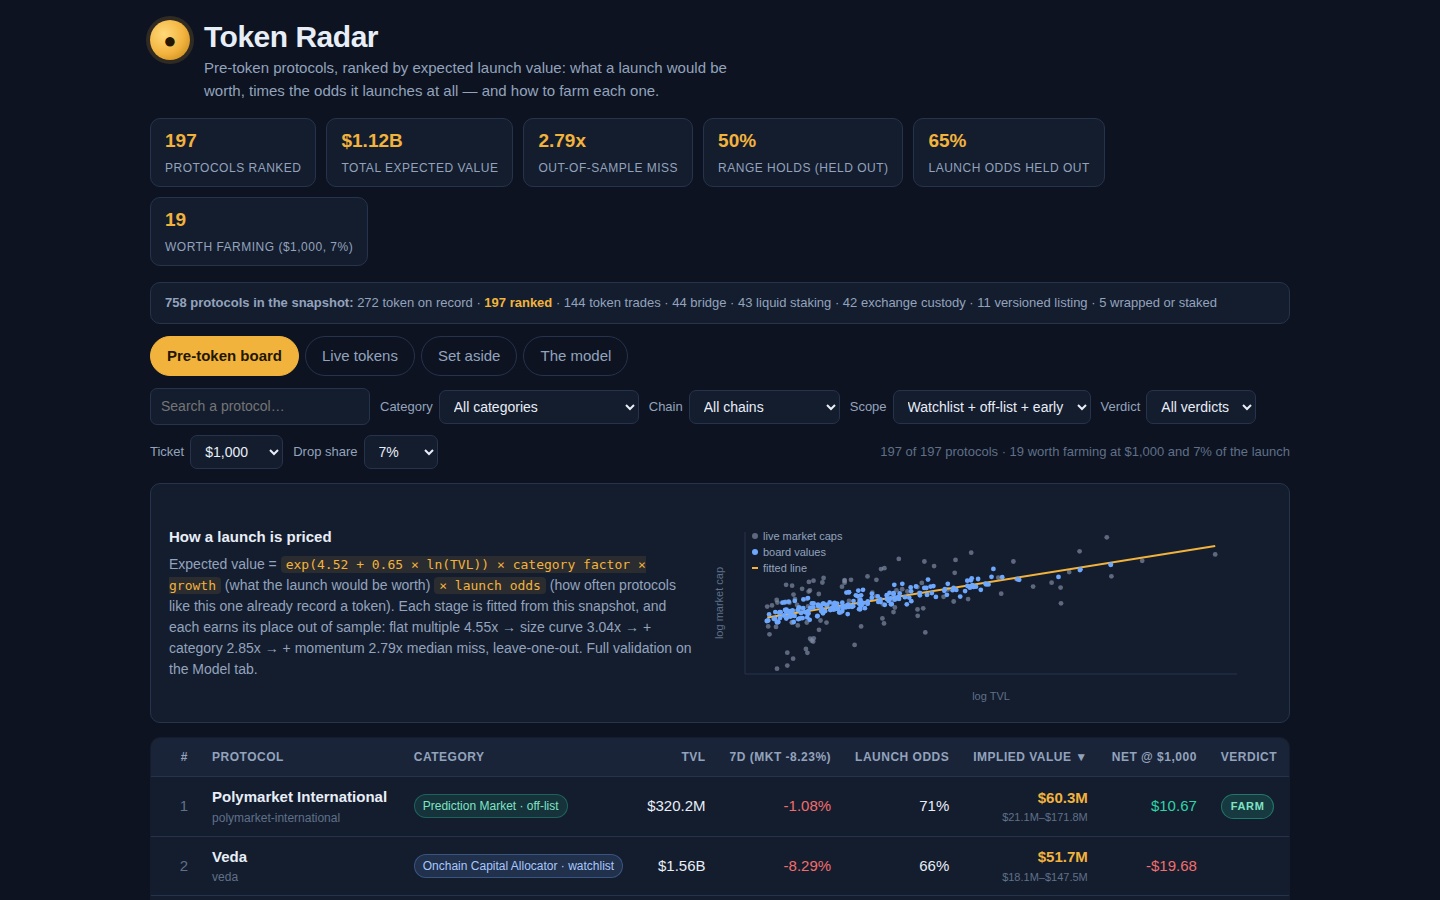 Token Radar
Pre-token protocols, ranked by expected launch value: what a launch would be
worth, times the odds it launches at all — and how to farm each one.
197
PROTOCOLS RANKED
$1.12B
TOTAL EXPECTED VALUE
2.79x
OUT-OF-SAMPLE MISS
50%
RANGE HOLDS (HELD OUT)
65%
LAUNCH ODDS HELD OUT
19
WORTH FARMING ($1,000, 7%)
758 protocols in the snapshot: 272 token on record · 197 ranked · 144 token trades · 44 bridge · 43 liquid staking · 42 exchange custody · 11 versioned listing · 5 wrapped or staked
Pre-token board Live tokens Set aside The model
Search a protocol… Category All categories Chain All chains Scope Watchlist + off-list + early Verdict All verdicts
Ticket $1,000 Drop share 7% 197 of 197 protocols · 19 worth farming at $1,000 and 7% of the launch
How a launch is priced
Expected value = exp(4.52 + 0.65 × ln(TVL)) × category factor ×
growth (what the launch would be worth) × launch odds (how often protocols
like this one already record a token). Each stage is fitted from this snapshot, and
each earns its place out of sample: flat multiple 4.55x → size curve 3.04x → +
category 2.85x → + momentum 2.79x median miss, leave-one-out. Full validation on
the Model tab.
live market caps
board values
fitted line
log market cap
log TVL
# PROTOCOL CATEGORY TVL 7D (MKT -8.23%) LAUNCH ODDS IMPLIED VALUE ▼ NET @ $1,000 VERDICT
1 Polymarket International Prediction Market · off-list $320.2M -1.08% 71% $60.3M $10.67 FARM
polymarket-international $21.1M–$171.8M
2 Veda Onchain Capital Allocator · watchlist $1.56B -8.29% 66% $51.7M -$19.68
veda $18.1M–$147.5M